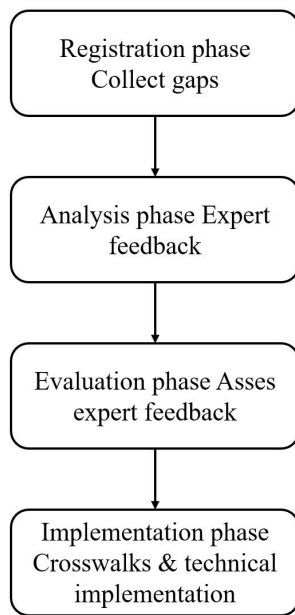 Registration phase
Collect gaps
Analysis phase Expert
feedback
Evaluation phase Asses
expert feedback
Implementation phase
Crosswalks & technical
implementation